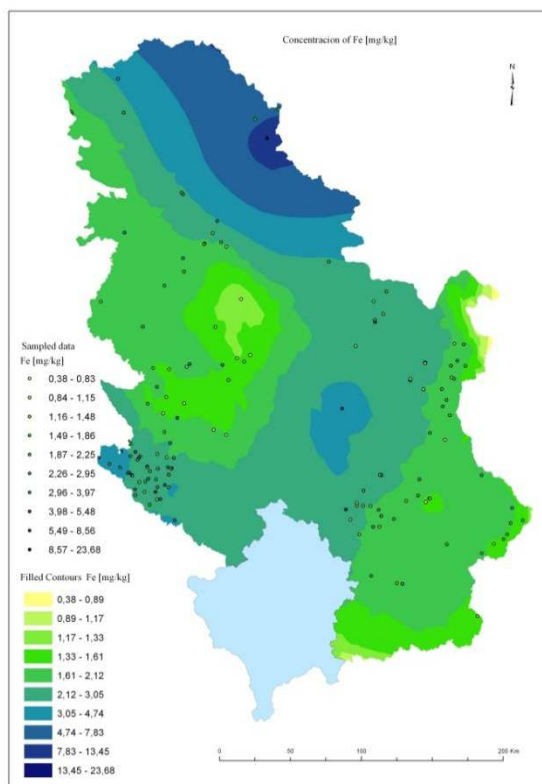 Concentracion of Fe [mg/kg]
N
Sampled data
Fe [mg/kg]
0,38 - 0,83
0,84 - 1,15
1,16 - 1,48
1,49 - 1,86
1,87 - 2,25
2,26 - 2,95
2,96 - 3,97
3,98 - 5,48
5,49 - 8,56
8,57 - 23,68
Filled Contours Fe [mg/kg]
0,38 - 0,89
0,89 - 1,17
1,17 - 1,33
1,33 - 1,61
1,61 - 2,12
2,12 - 3,05
3,05 - 4,74
4,74 - 7,83
7,83 - 13,45
13,45 - 23,68
0 50 100 200 Km